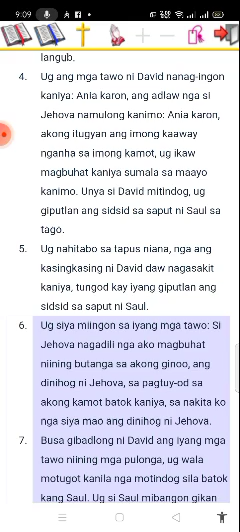 9:09
langub.
4. Ug ang mga tawo ni David nanag-ingon
kaniya: Ania karon, ang adlaw nga si
Jehova namulong kanimo: Ania karon,
akong itugyan ang imong kaaway
nganha sa imong kamot, ug ikaw
magbuhat kaniya sumala sa maayo
kanimo. Unya si David mitindog, ug
giputlan ang sidsid sa saput ni Saul sa
tago.
5. Ug nahitabo sa tapus niana, nga ang
kasingkasing ni David daw nagasakit
kaniya, tungod kay iyang giputlan ang
sidsid sa saput ni Saul.
6. Ug siya miingon sa iyang mga tawo: Si
Jehova nagadili nga ako magbuhat
niining butanga sa akong ginoo, ang
dinihog ni Jehova, sa pagtuy-od sa
akong kamot batok kaniya, sa nakita ko
nga siya mao ang dinihog ni Jehova.
7. Busa gibadlong ni David ang iyang mga
tawo niining mga pulonga, ug wala
motugot kanila nga motindog sila batok
kang Saul. Ug si Saul mibangon gikan